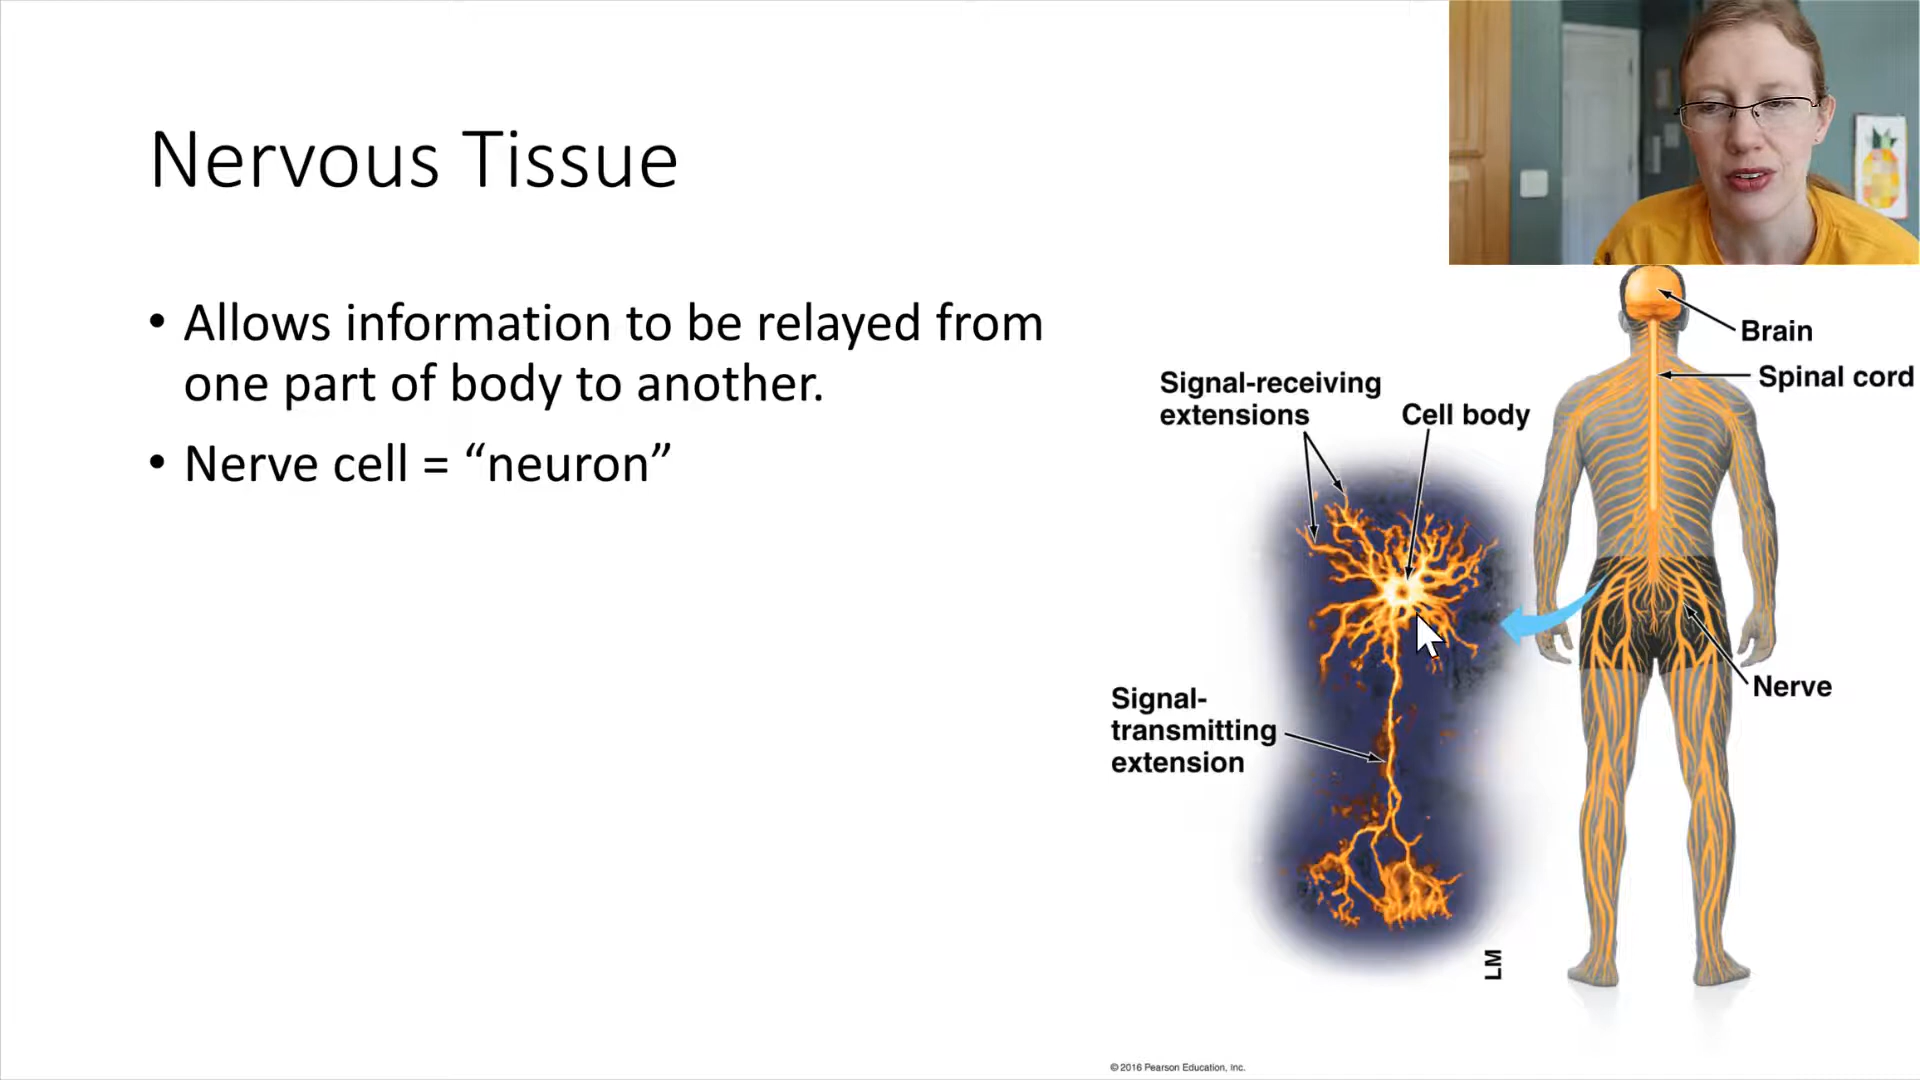 Nervous Tissue
• Allows information to be relayed from
one part of body to another.
• Nerve cell = “neuron”
Brain
Spinal cord
Signal-receiving
extensions
Cell body
Nerve
Signal-
transmitting
extension
LM
© 2016 Pearson Education, Inc.